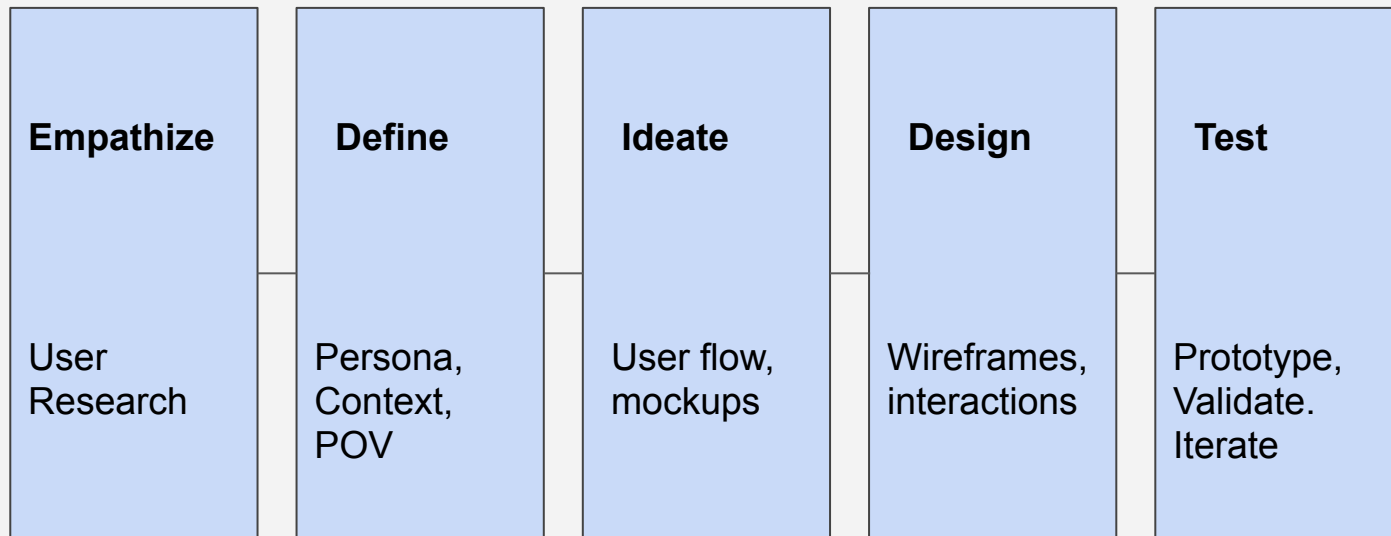 Empathize
User
Research
Define
Persona,
Context,
POV
Ideate
User flow,
mockups
Design
Wireframes,
interactions
Test
Prototype,
Validate.
Iterate